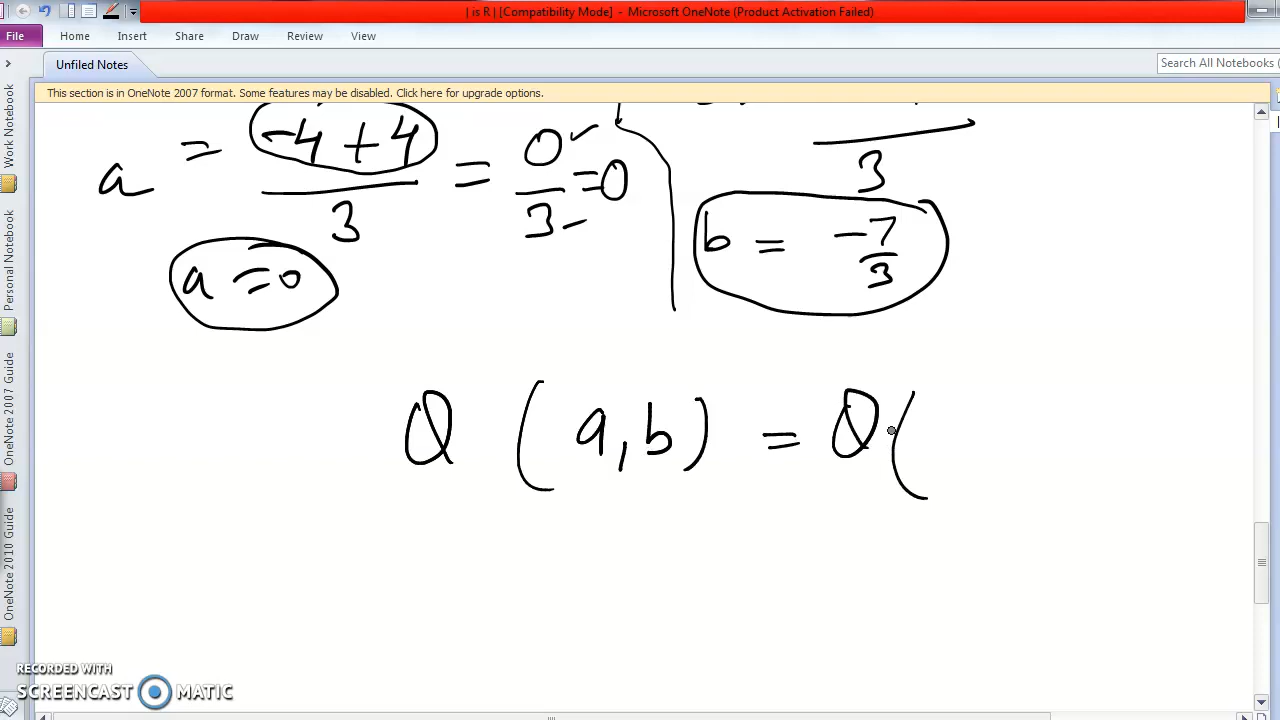 | is R | [Compatibility Mode] - Microsoft OneNote (Product Activation Failed)
File Home Insert Share Draw Review View
Unfiled Notes
Search All Notebooks (
This section is in OneNote 2007 format. Some features may be disabled. Click here for upgrade options.
Work Notebook
Personal Notebook
OneNote 2007 Guide
OneNote 2010 Guide
a = -4 + 4 / 3 = 0 / 3 = 0
a = 0
3
b = -7 / 3
Q ( a, b ) = Q (
RECORDED WITH
SCREENCAST MATIC